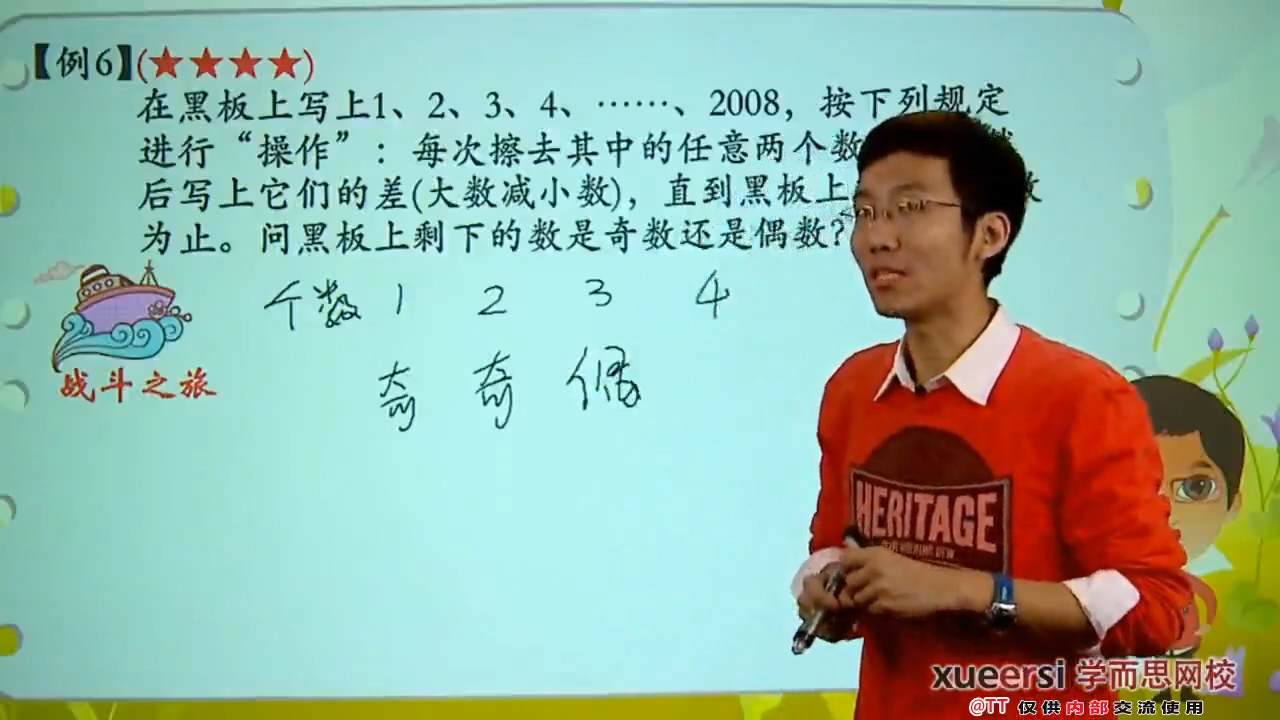 【例6】(★★★★)
在黑板上写上1、2、3、4、……、2008，按下列规定
进行“操作”：每次擦去其中的任意两个数
后写上它们的差(大数减小数)，直到黑板上
为止。问黑板上剩下的数是奇数还是偶数?
个数 1 2 3 4
奇 奇 偶
战斗之旅
HERITAGE
xueersi 学而思网校
@TT 仅供内部交流使用